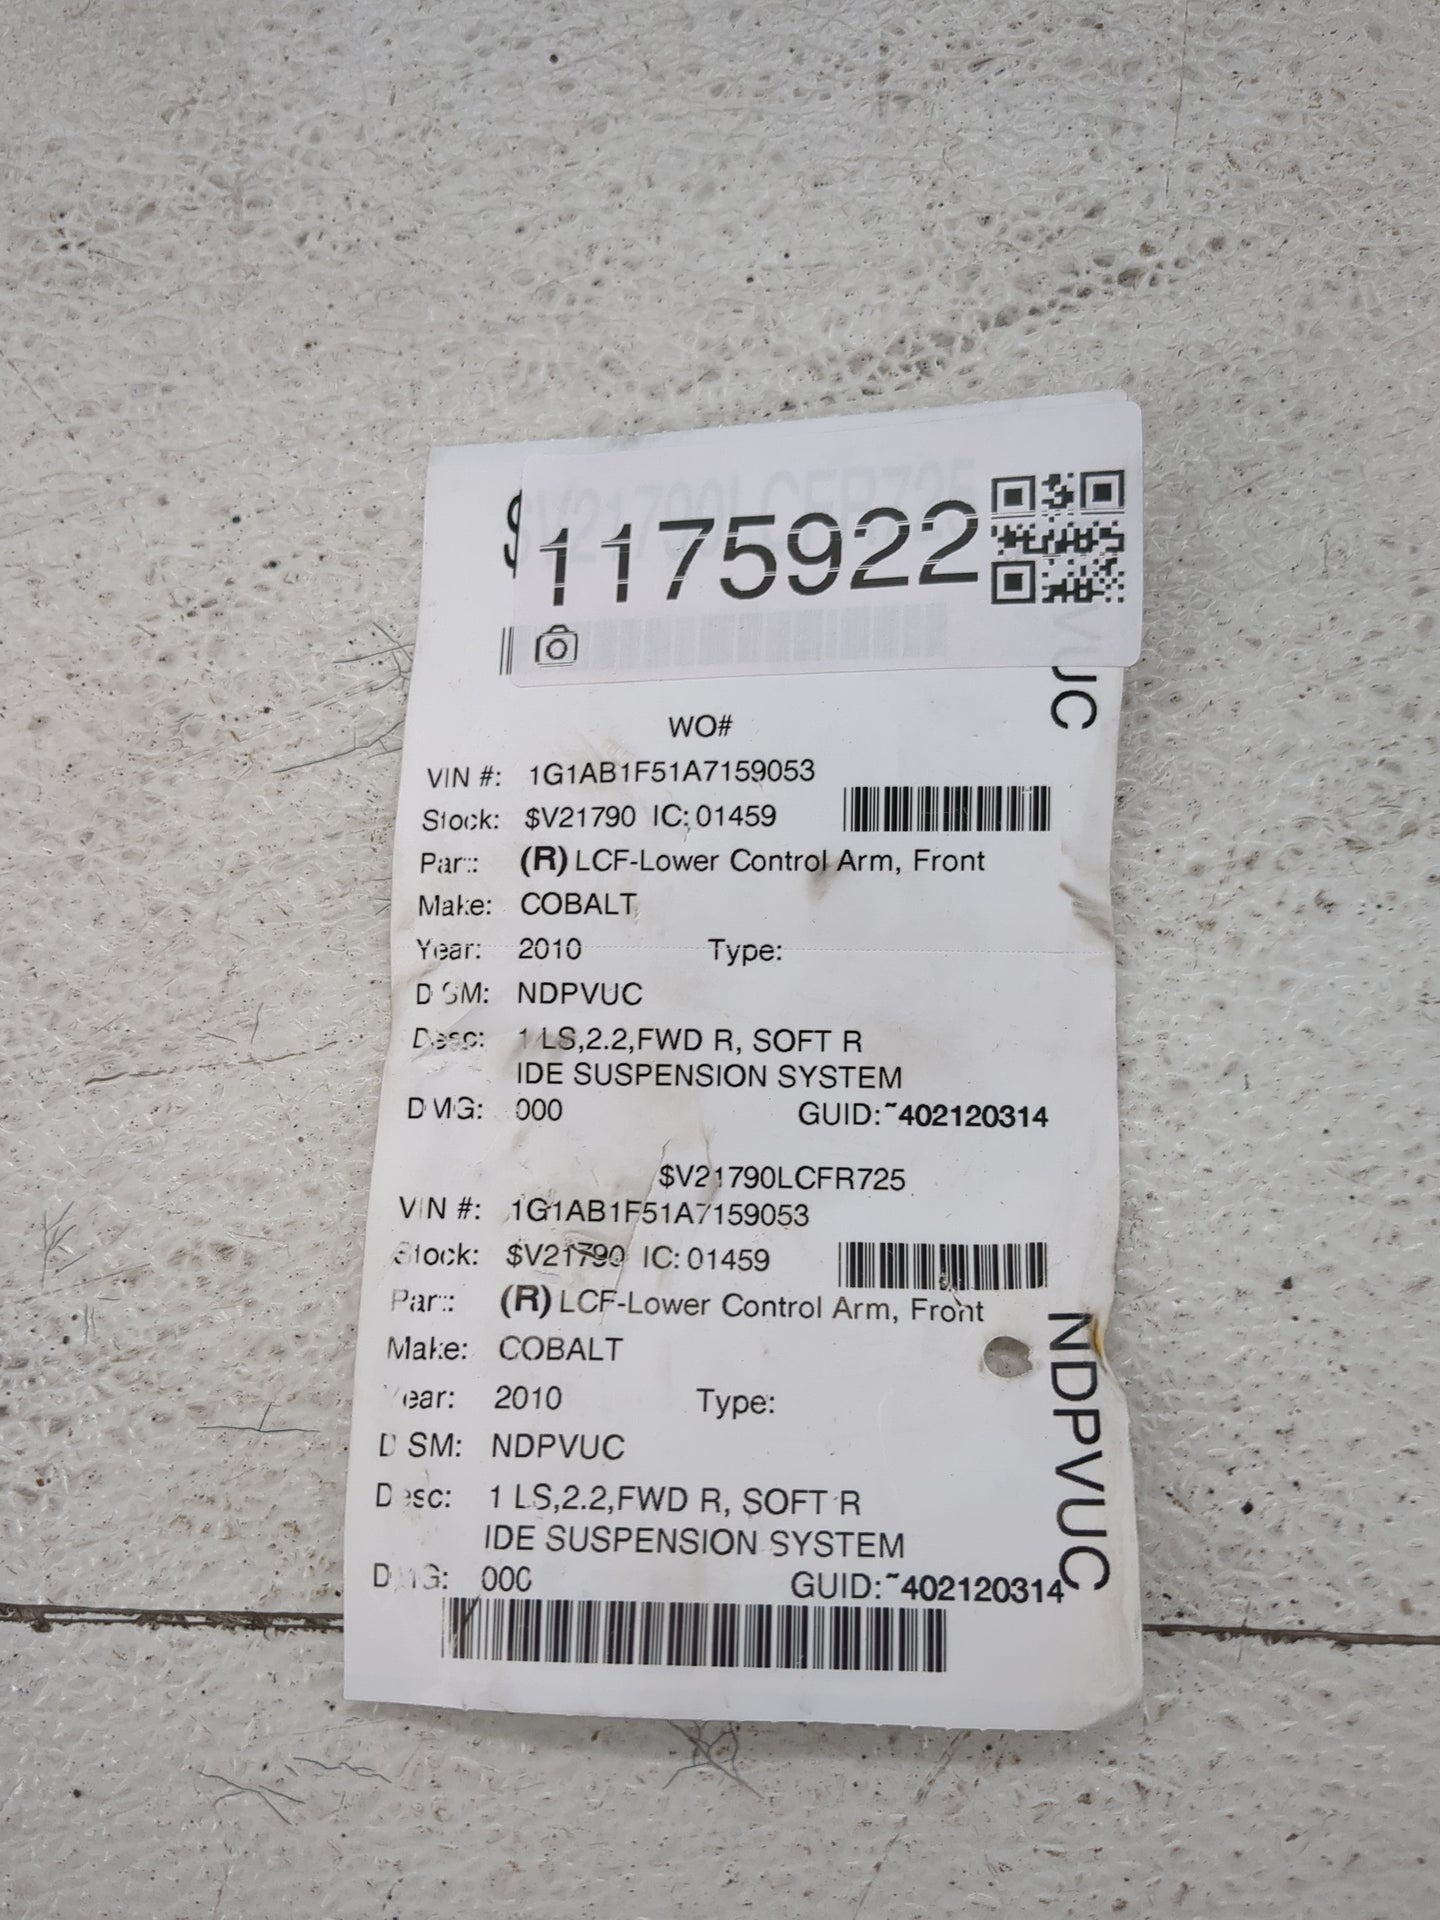 $V21790LCFR725
1175922
WO#
VIN #: 1G1AB1F51A7159053
Stock: $V21790 IC: 01459
Part: (R) LCF-Lower Control Arm, Front
Make: COBALT
Year: 2010 Type:
DSM: NDPVUC
Desc: 1 LS,2.2,FWD R, SOFT R
IDE SUSPENSION SYSTEM
DMG: 000 GUID:~402120314
$V21790LCFR725
VIN #: 1G1AB1F51A7159053
Stock: $V21790 IC: 01459
Part: (R) LCF-Lower Control Arm, Front
Make: COBALT
Year: 2010 Type:
DSM: NDPVUC
Desc: 1 LS,2.2,FWD R, SOFT R
IDE SUSPENSION SYSTEM
DMG: 000 GUID:~402120314
VUC
NDPVUC